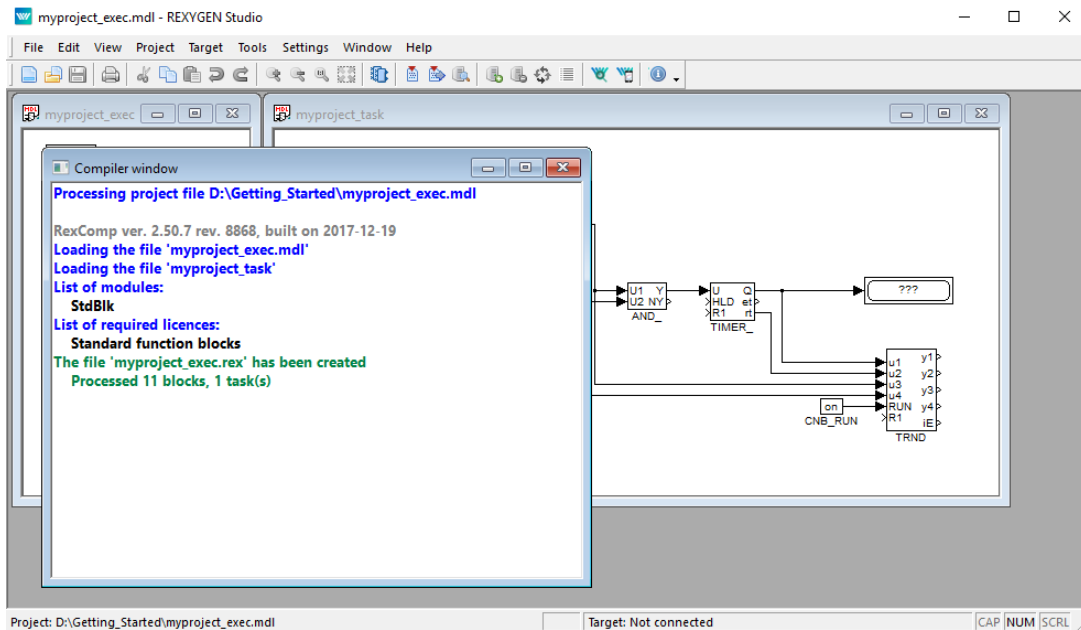 myproject_exec.mdl - REXYGEN Studio
File Edit View Project Target Tools Settings Window Help
myproject_exec
myproject_task
Compiler window
Processing project file D:\Getting_Started\myproject_exec.mdl
RexComp ver. 2.50.7 rev. 8868, built on 2017-12-19
Loading the file 'myproject_exec.mdl'
Loading the file 'myproject_task'
List of modules:
StdBlk
List of required licences:
Standard function blocks
The file 'myproject_exec.rex' has been created
Processed 11 blocks, 1 task(s)
U1 Y
U2 NY
AND_
U Q
HLD et
R1 rt
TIMER_
???
u1 y1
u2 y2
u3 y3
u4
RUN y4
R1 iE
TRND
on
CNB_RUN
Project: D:\Getting_Started\myproject_exec.mdl
Target: Not connected
CAP NUM SCRL